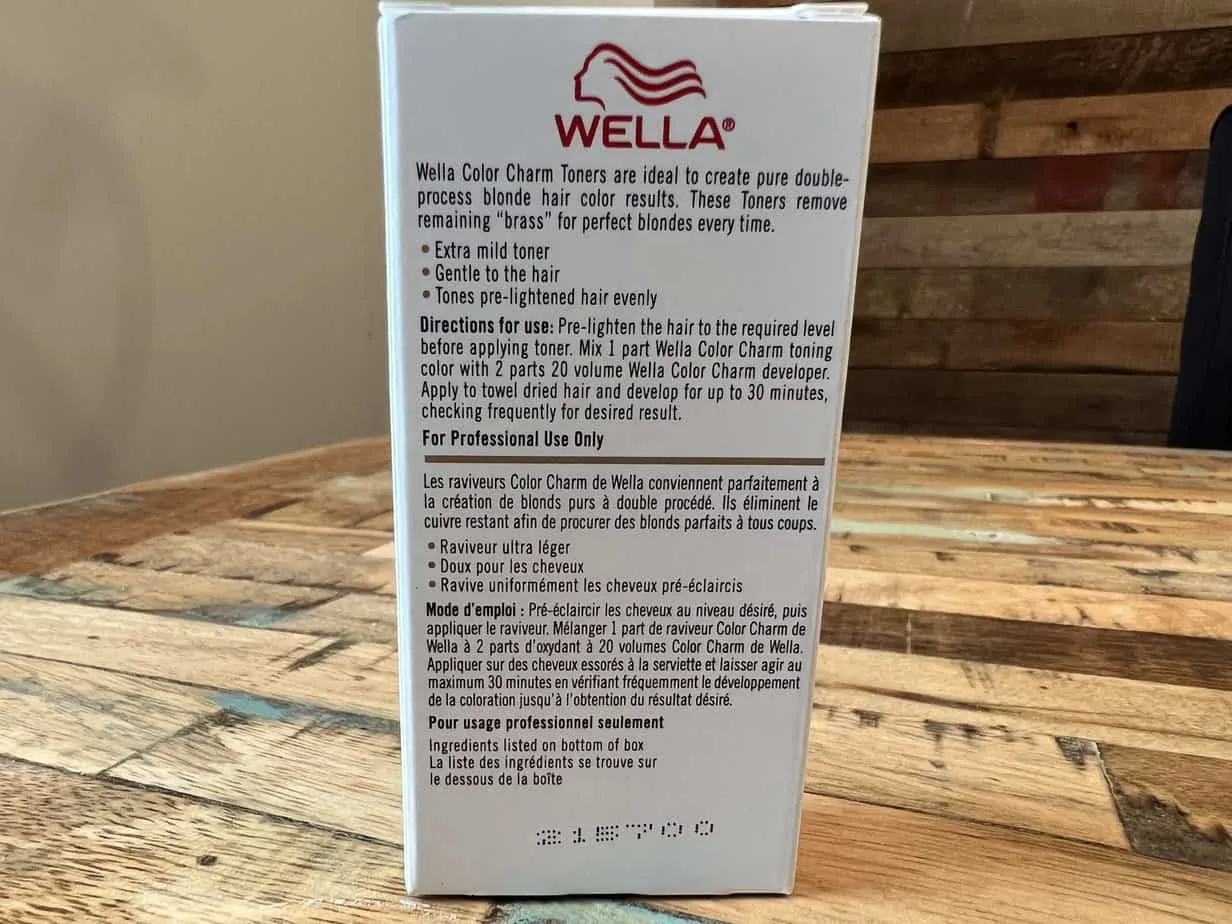 WELLA®
Wella Color Charm Toners are ideal to create pure double-
process blonde hair color results. These Toners remove
remaining “brass” for perfect blondes every time.
• Extra mild toner
• Gentle to the hair
• Tones pre-lightened hair evenly
Directions for use: Pre-lighten the hair to the required level
before applying toner. Mix 1 part Wella Color Charm toning
color with 2 parts 20 volume Wella Color Charm developer.
Apply to towel dried hair and develop for up to 30 minutes,
checking frequently for desired result.
For Professional Use Only
Les raviveurs Color Charm de Wella conviennent parfaitement à
la création de blonds purs à double procédé. Ils éliminent le
cuivre restant afin de procurer des blonds parfaits à tous coups.
• Raviveur ultra léger
• Doux pour les cheveux
• Ravive uniformément les cheveux pré-éclaircis
Mode d'emploi : Pré-éclaircir les cheveux au niveau désiré, puis
appliquer le raviveur. Mélanger 1 part de raviveur Color Charm de
Wella à 2 parts d'oxydant à 20 volumes Color Charm de Wella.
Appliquer sur des cheveux essorés à la serviette et laisser agir au
maximum 30 minutes en vérifiant fréquemment le développement
de la coloration jusqu'à l'obtention du résultat désiré.
Pour usage professionnel seulement
Ingredients listed on bottom of box
La liste des ingrédients se trouve sur
le dessous de la boîte